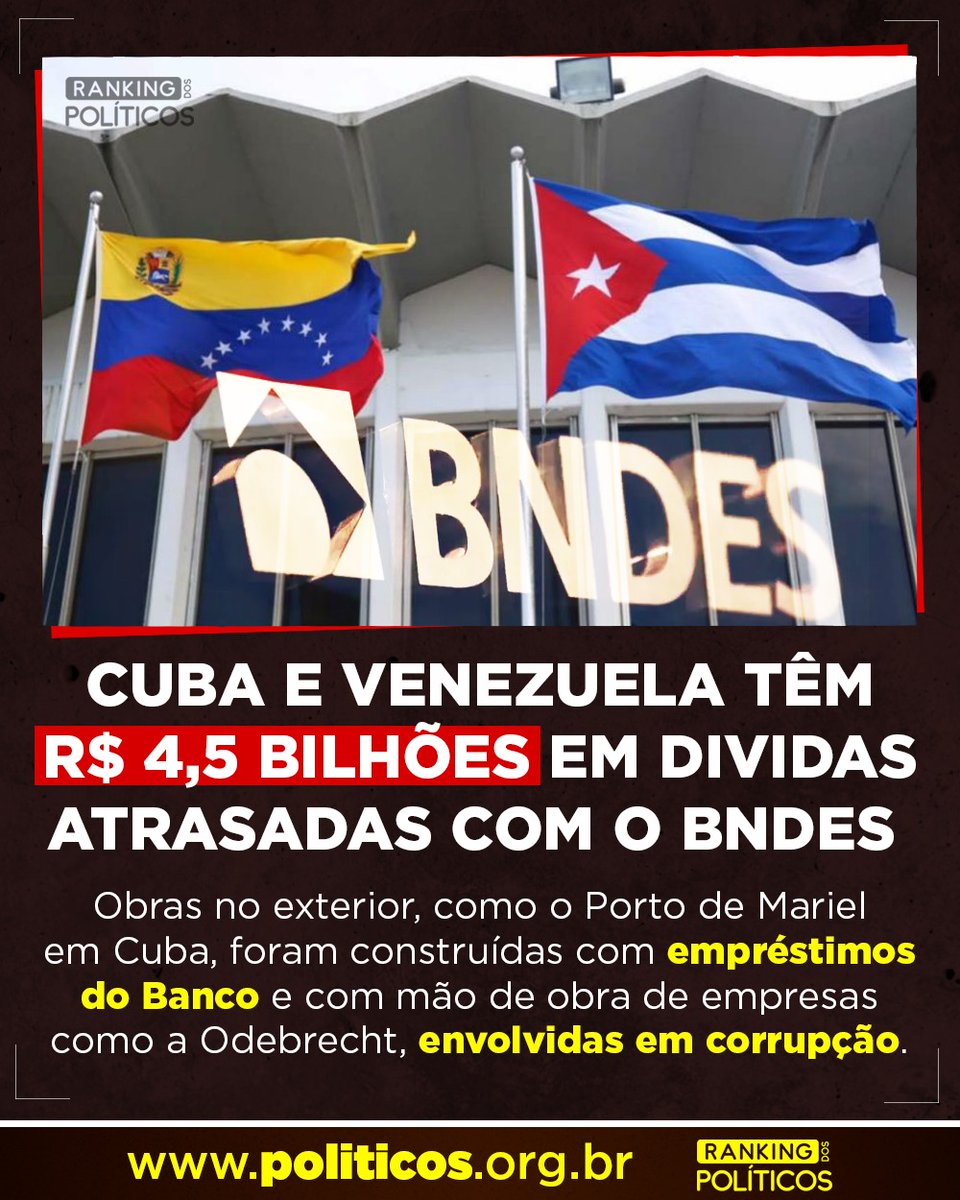 RANKING DOS
POLÍTICOS
BNDES
CUBA E VENEZUELA TÊM
R$ 4,5 BILHÕES EM DIVIDAS
ATRASADAS COM O BNDES
Obras no exterior, como o Porto de Mariel
em Cuba, foram construídas com empréstimos
do Banco e com mão de obra de empresas
como a Odebrecht, envolvidas em corrupção.
www.politicos.org.br
RANKING DOS
POLÍTICOS